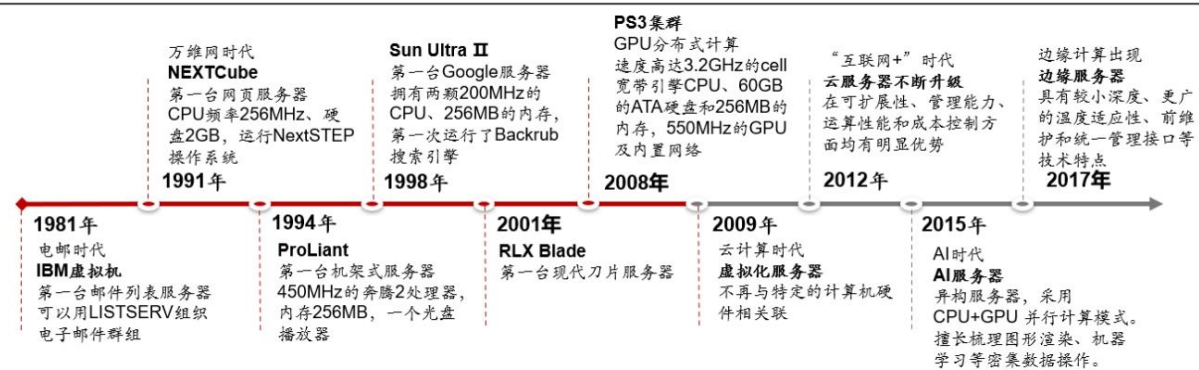 万维网时代
NEXTCube
第一台网页服务器
CPU频率256MHz、硬
盘2GB，运行NextSTEP
操作系統
1991年
Sun Ultra Ⅱ
第一台Google服务器
拥有两颗200MHz的
CPU、256MB的内存，
第一次运行了Backrub
搜索引擎
1998年
PS3集群
GPU分布式计算
速度高达3.2GHz的cell
宽带引擎CPU、60GB
的ATA硬盘和256MB的
内存，550MHz的GPU
及内置网络
2008年
“互联网+”时代
云服务器不断升级
在可扩展性、管理能力、
运算性能和成本控制方
面均有明显优势
2012年
边缘计算出现
边缘服务器
具有较小深度、更广
的温度适应性、前维
护和统一管理接口等
技术特点
2017年
1981年
电邮时代
IBM虚拟机
第一台邮件列表服务器
可以用LISTSERV组织
电子邮件群组
1994年
ProLiant
第一台机架式服务器
450MHz的奔腾2处理器，
内存256MB，一个光盘
播放器
2001年
RLX Blade
第一台现代刀片服务器
2009年
云计算时代
虚拟化服务器
不再与特定的计算机硬
件相关联
2015年
AI时代
AI服务器
异构服务器，采用
CPU+GPU 并行计算模式。
擅长梳理图形渲染、机器
学习等密集数据操作。